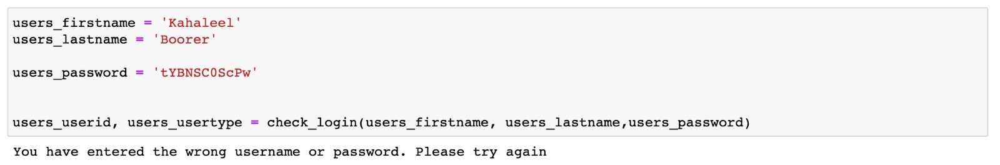 users_firstname = 'Kahaleel'
users_lastname = 'Boorer'
users_password = 'tYBNSC0ScPw'
users_userid, users_usertype = check_login(users_firstname, users_lastname,users_password)
You have entered the wrong username or password. Please try again